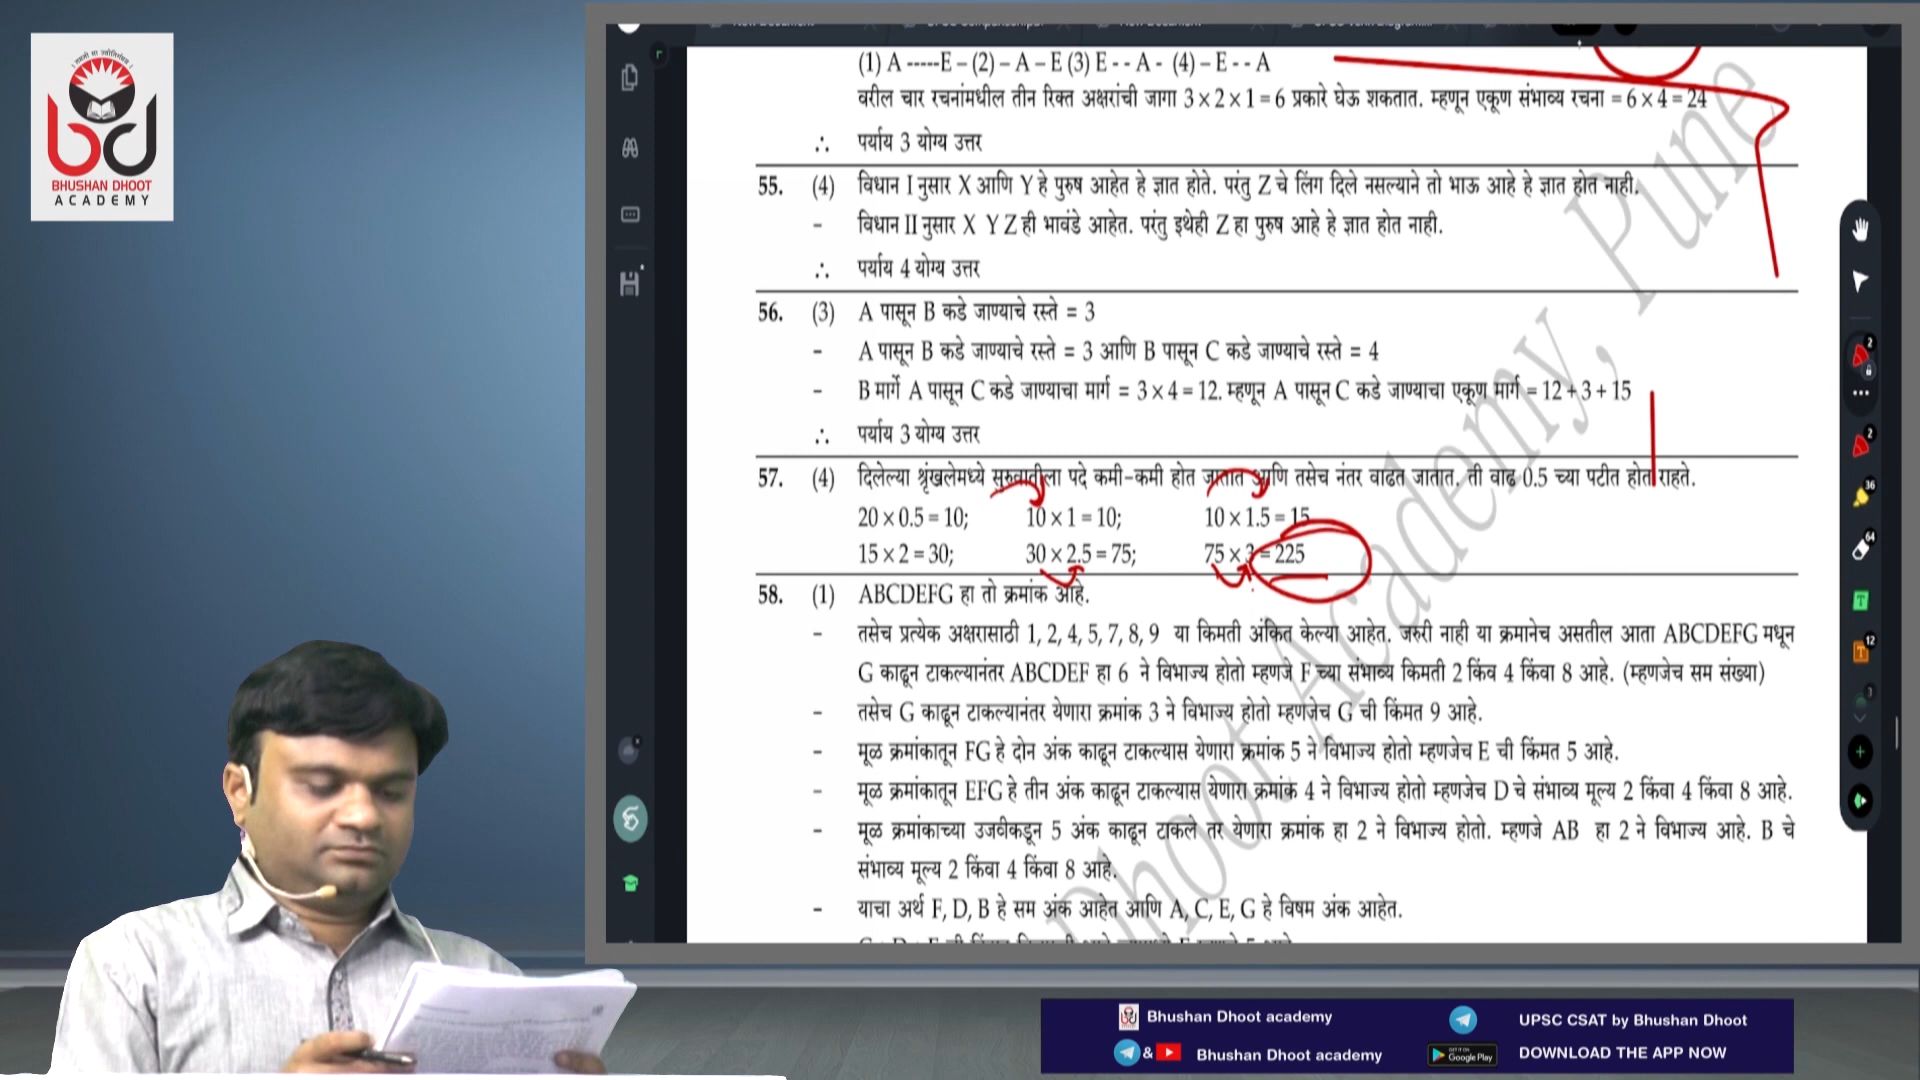 BHUSHAN DHOOT
ACADEMY
(1) A -----E – (2) – A – E (3) E - - A - (4) – E - - A
वरील चार रचनांमधील तीन रिक्त अक्षरांची जागा 3 × 2 × 1 = 6 प्रकारे घेऊ शकतात. म्हणून एकूण संभाव्य रचना = 6 × 4 = 24
∴ पर्याय 3 योग्य उत्तर
55. (4) विधान I नुसार X आणि Y हे पुरुष आहेत हे ज्ञात होते. परंतु Z चे लिंग दिले नसल्याने तो भाऊ आहे हे ज्ञात होत नाही.
- विधान II नुसार X Y Z ही भावंडे आहेत. परंतु इथेही Z हा पुरुष आहे हे ज्ञात होत नाही.
∴ पर्याय 4 योग्य उत्तर
56. (3) A पासून B कडे जाण्याचे रस्ते = 3
- A पासून B कडे जाण्याचे रस्ते = 3 आणि B पासून C कडे जाण्याचे रस्ते = 4
- B मार्गे A पासून C कडे जाण्याचा मार्ग = 3 × 4 = 12. म्हणून A पासून C कडे जाण्याचा एकूण मार्ग = 12 + 3 + 15
∴ पर्याय 3 योग्य उत्तर
57. (4) दिलेल्या श्रृंखलेमध्ये सुरुवातीला पदे कमी-कमी होत जातात आणि तसेच नंतर वाढत जातात. ती वाढ 0.5 च्या पटीत होत राहते.
20 × 0.5 = 10; 10 × 1 = 10; 10 × 1.5 = 15
15 × 2 = 30; 30 × 2.5 = 75; 75 × 3 = 225
58. (1) ABCDEFG हा तो क्रमांक आहे.
- तसेच प्रत्येक अक्षरासाठी 1, 2, 4, 5, 7, 8, 9 या किमती अंकित केल्या आहेत. जरुरी नाही या क्रमानेच असतील आता ABCDEFG मधून
G काढून टाकल्यानंतर ABCDEF हा 6 ने विभाज्य होतो म्हणजे F च्या संभाव्य किमती 2 किंव 4 किंवा 8 आहे. (म्हणजेच सम संख्या)
- तसेच G काढून टाकल्यानंतर येणारा क्रमांक 3 ने विभाज्य होतो म्हणजेच G ची किंमत 9 आहे.
- मूळ क्रमांकातून FG हे दोन अंक काढून टाकल्यास येणारा क्रमांक 5 ने विभाज्य होतो म्हणजेच E ची किंमत 5 आहे.
- मूळ क्रमांकातून EFG हे तीन अंक काढून टाकल्यास येणारा क्रमांक 4 ने विभाज्य होतो म्हणजेच D चे संभाव्य मूल्य 2 किंवा 4 किंवा 8 आहे.
- मूळ क्रमांकाच्या उजवीकडून 5 अंक काढून टाकले तर येणारा क्रमांक हा 2 ने विभाज्य होतो. म्हणजे AB हा 2 ने विभाज्य आहे. B चे
संभाव्य मूल्य 2 किंवा 4 किंवा 8 आहे.
- याचा अर्थ F, D, B हे सम अंक आहेत आणि A, C, E, G हे विषम अंक आहेत.
Dhoot Academy, Pune
Bhushan Dhoot academy
UPSC CSAT by Bhushan Dhoot
& Bhushan Dhoot academy
GET IT ON Google Play
DOWNLOAD THE APP NOW